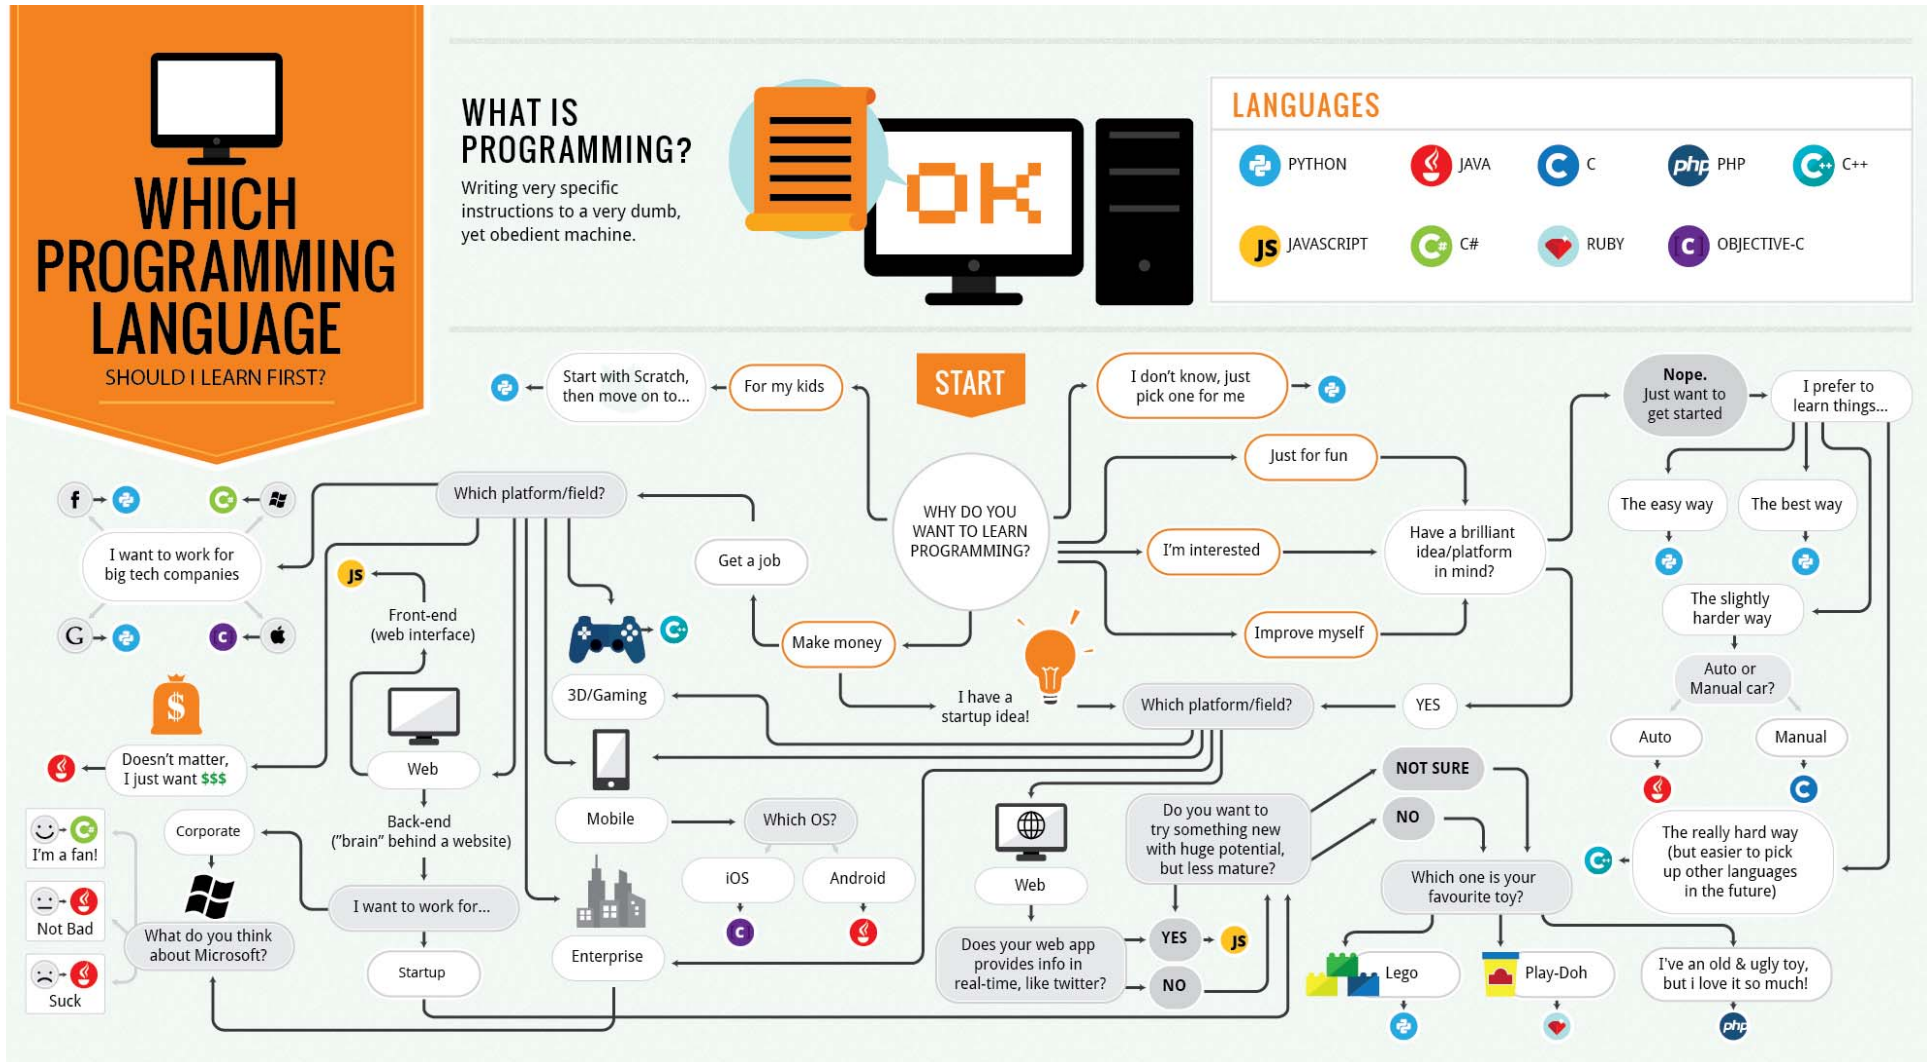 WHICH
PROGRAMMING
LANGUAGE
SHOULD I LEARN FIRST?
WHAT IS
PROGRAMMING?
Writing very specific
instructions to a very dumb,
yet obedient machine.
OK
LANGUAGES
PYTHON
JAVA
C
C
php
PHP
C++
C++
JS
JAVASCRIPT
C#
C#
RUBY
[C]
OBJECTIVE-C
START
Start with Scratch,
then move on to...
For my kids
I don't know, just
pick one for me
Nope.
Just want to
get started
I prefer to
learn things...
Just for fun
Which platform/field?
WHY DO YOU
WANT TO LEARN
PROGRAMMING?
I'm interested
Have a brilliant
idea/platform
in mind?
The easy way
The best way
f
C#
I want to work for
big tech companies
G
[C]
JS
Front-end
(web interface)
Get a job
C++
Make money
Improve myself
The slightly
harder way
Auto or
Manual car?
3D/Gaming
I have a
startup idea!
Which platform/field?
YES
Auto
Manual
C
$
Doesn't matter,
I just want $$$
Web
Mobile
Which OS?
NOT SURE
NO
Do you want to
try something new
with huge potential,
but less mature?
The really hard way
(but easier to pick
up other languages
in the future)
C++
C#
I'm a fan!
Corporate
Back-end
("brain" behind a website)
iOS
Android
[C]
Web
Which one is your
favourite toy?
Not Bad
I want to work for...
What do you think
about Microsoft?
Suck
Startup
Enterprise
Does your web app
provides info in
real-time, like twitter?
YES
JS
NO
Lego
Play-Doh
I've an old & ugly toy,
but i love it so much!
php